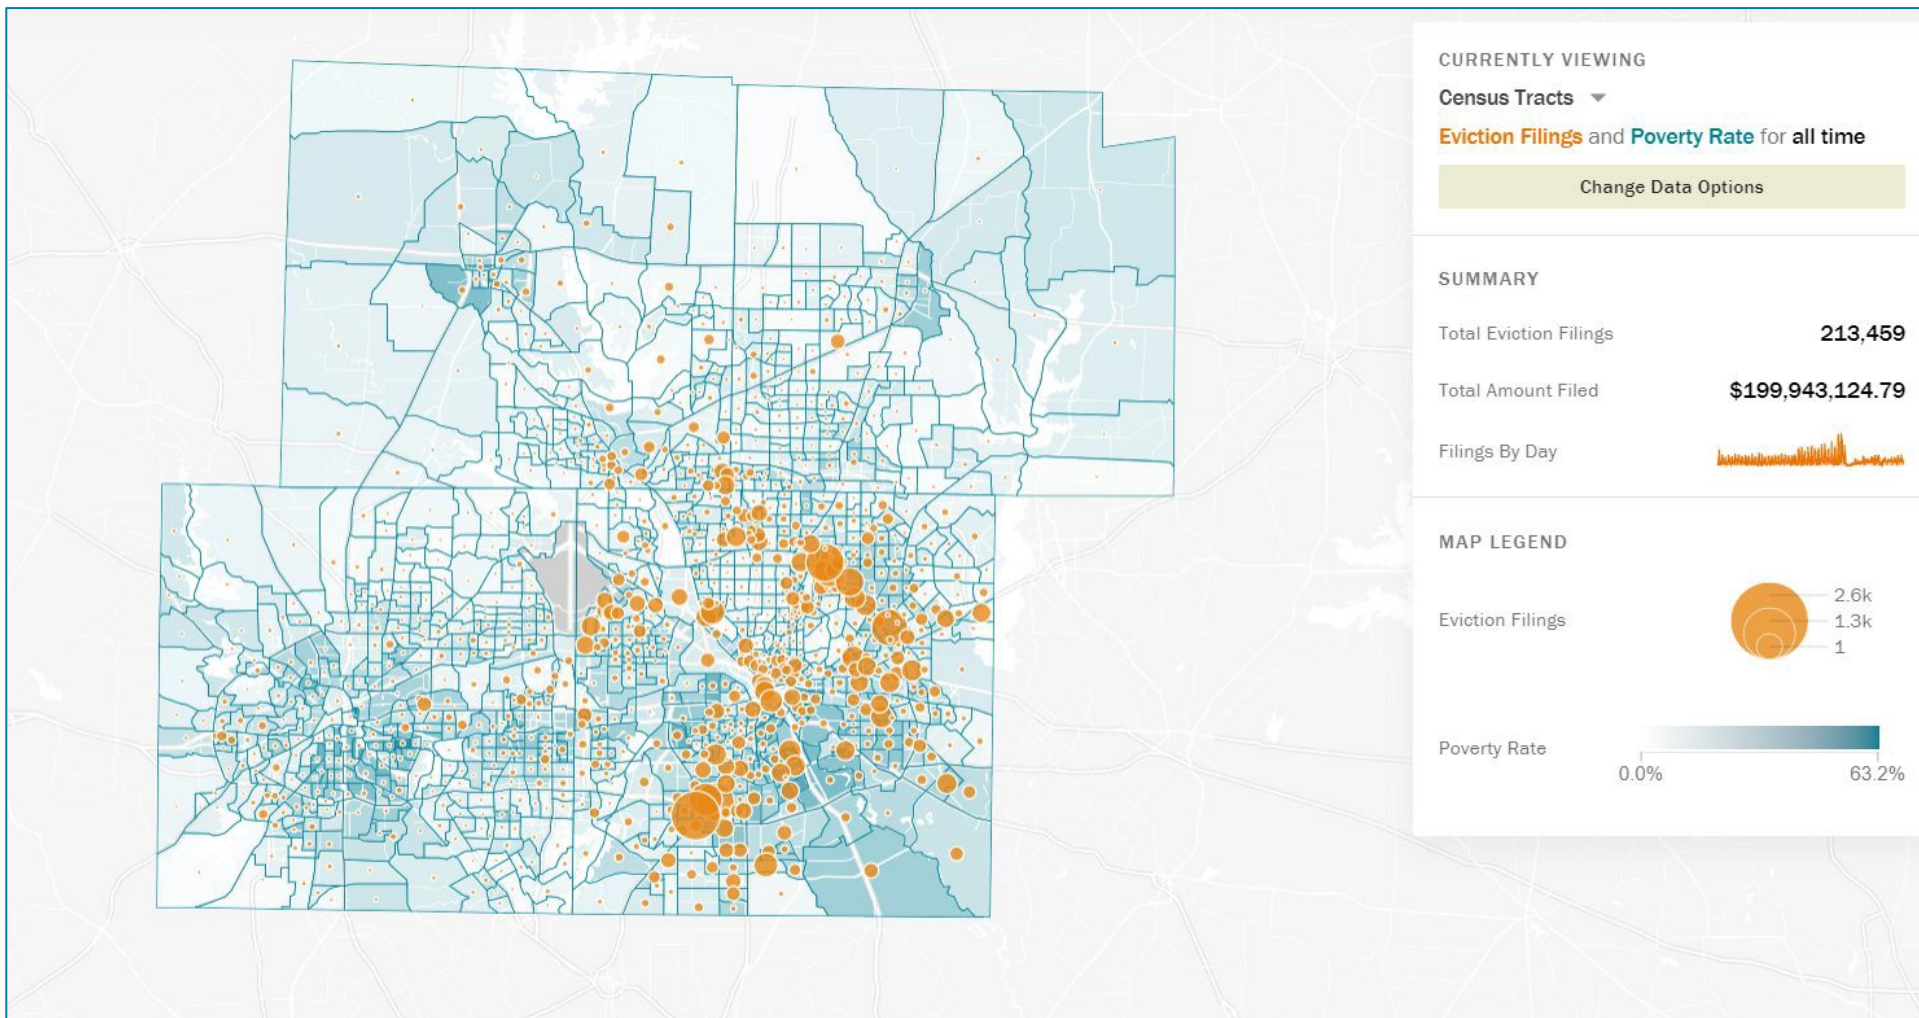 CURRENTLY VIEWING
Census Tracts
Eviction Filings and Poverty Rate for all time
Change Data Options
SUMMARY
Total Eviction Filings 213,459
Total Amount Filed $199,943,124.79
Filings By Day
MAP LEGEND
Eviction Filings
2.6k
1.3k
1
Poverty Rate
0.0% 63.2%